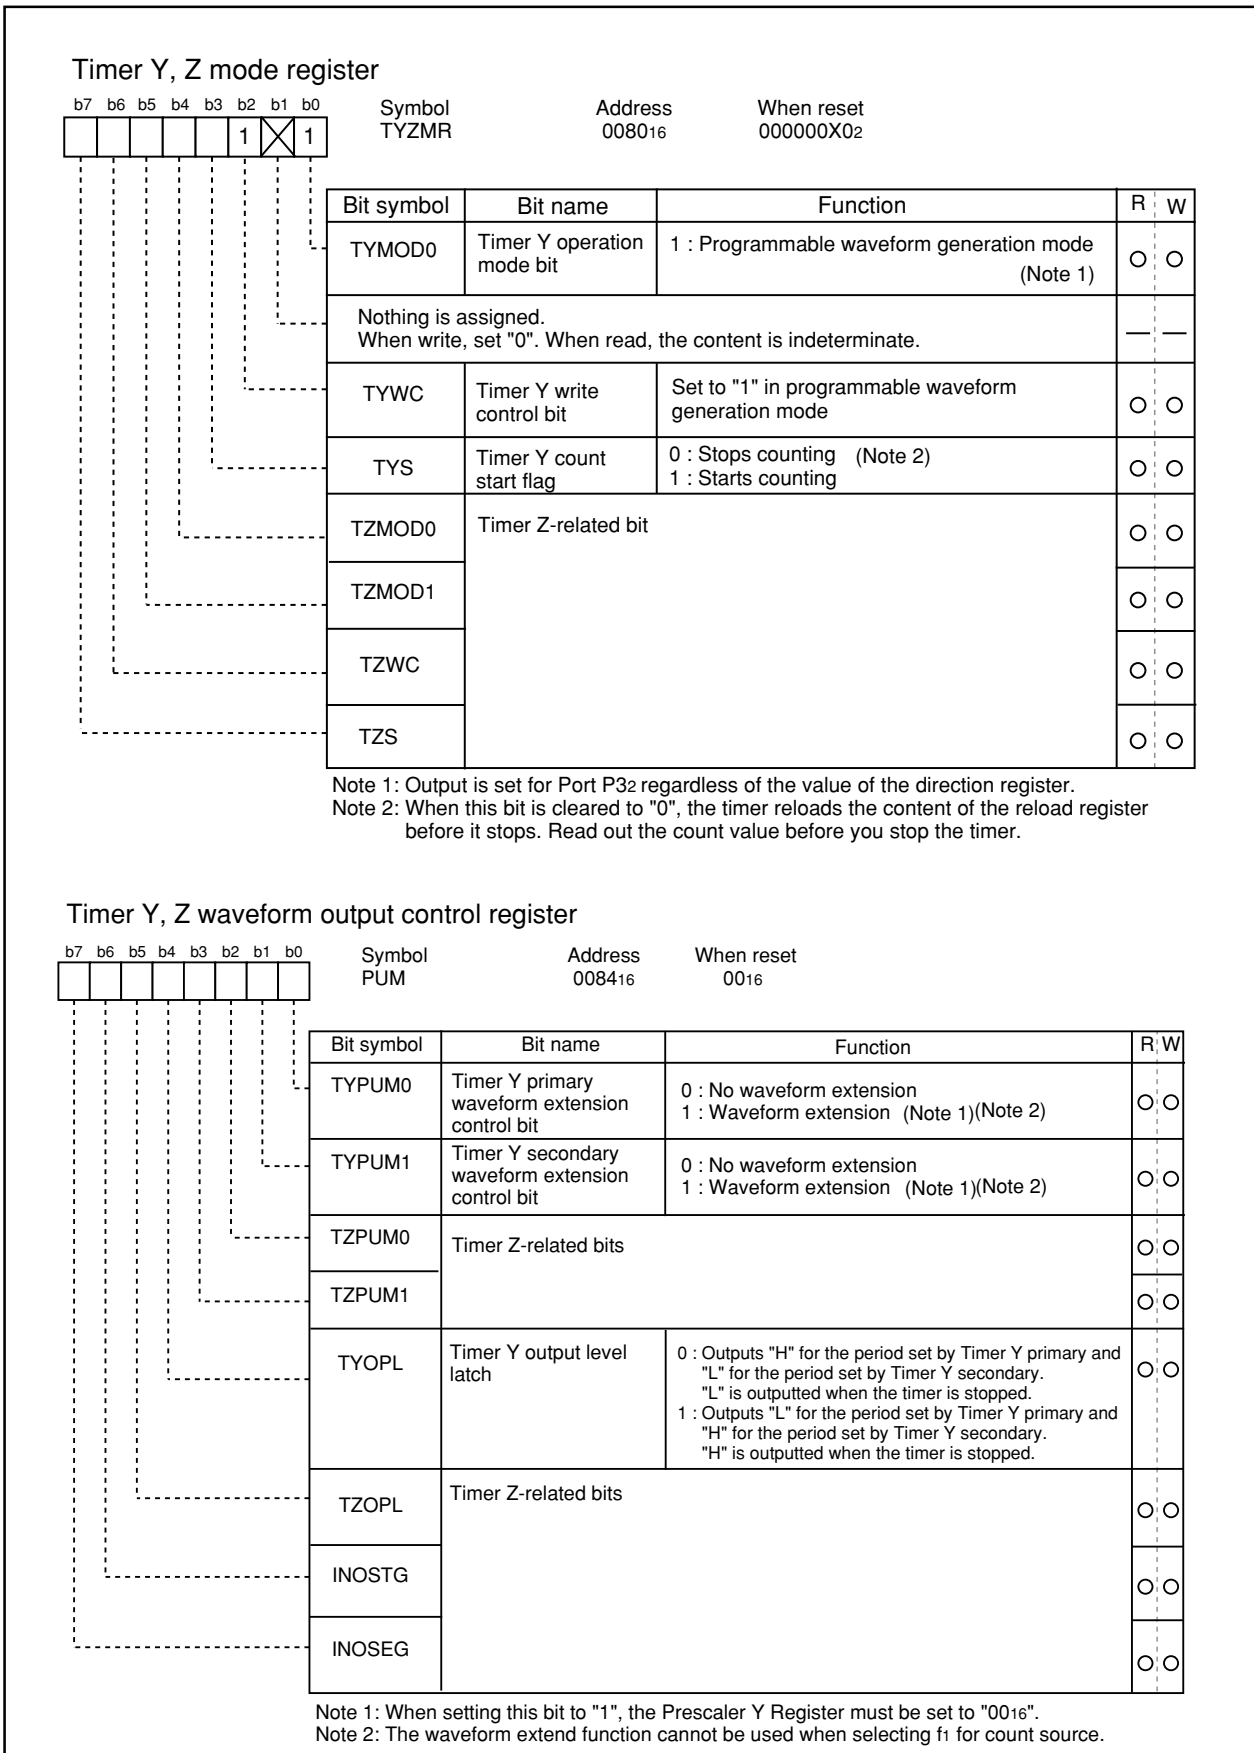 Timer Y, Z mode register
b7 b6 b5 b4 b3 b2 b1 b0
1 1
Symbol Address When reset
TYZMR 008016 000000X02
Bit symbol Bit name Function R W
TYMOD0 Timer Y operation mode bit 1 : Programmable waveform generation mode
(Note 1)
Nothing is assigned.
When write, set "0". When read, the content is indeterminate.
TYWC Timer Y write control bit Set to "1" in programmable waveform generation mode
TYS Timer Y count start flag 0 : Stops counting (Note 2)
1 : Starts counting
TZMOD0 Timer Z-related bit
TZMOD1
TZWC
TZS
Note 1: Output is set for Port P32 regardless of the value of the direction register.
Note 2: When this bit is cleared to "0", the timer reloads the content of the reload register
before it stops. Read out the count value before you stop the timer.
Timer Y, Z waveform output control register
b7 b6 b5 b4 b3 b2 b1 b0
Symbol Address When reset
PUM 008416 0016
Bit symbol Bit name Function R W
TYPUM0 Timer Y primary waveform extension control bit 0 : No waveform extension
1 : Waveform extension (Note 1)(Note 2)
TYPUM1 Timer Y secondary waveform extension control bit 0 : No waveform extension
1 : Waveform extension (Note 1)(Note 2)
TZPUM0 Timer Z-related bits
TZPUM1
TYOPL Timer Y output level latch 0 : Outputs "H" for the period set by Timer Y primary and
"L" for the period set by Timer Y secondary.
"L" is outputted when the timer is stopped.
1 : Outputs "L" for the period set by Timer Y primary and
"H" for the period set by Timer Y secondary.
"H" is outputted when the timer is stopped.
TZOPL Timer Z-related bits
INOSTG
INOSEG
Note 1: When setting this bit to "1", the Prescaler Y Register must be set to "0016".
Note 2: The waveform extend function cannot be used when selecting f1 for count source.